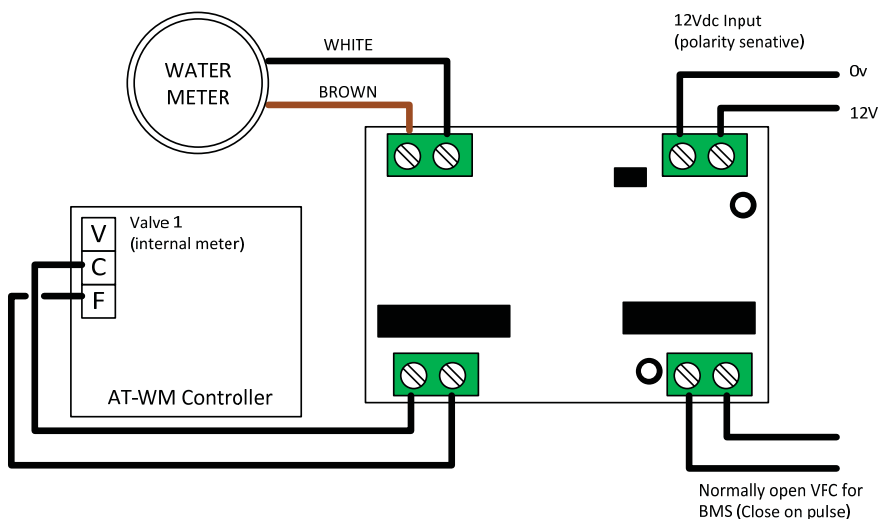 12Vdc Input
(polarity senative)
WHITE
0v
WATER
METER
BROWN
12V
V
Valve 1
(internal meter)
C
F
AT-WM Controller
Normally open VFC for
BMS (Close on pulse)